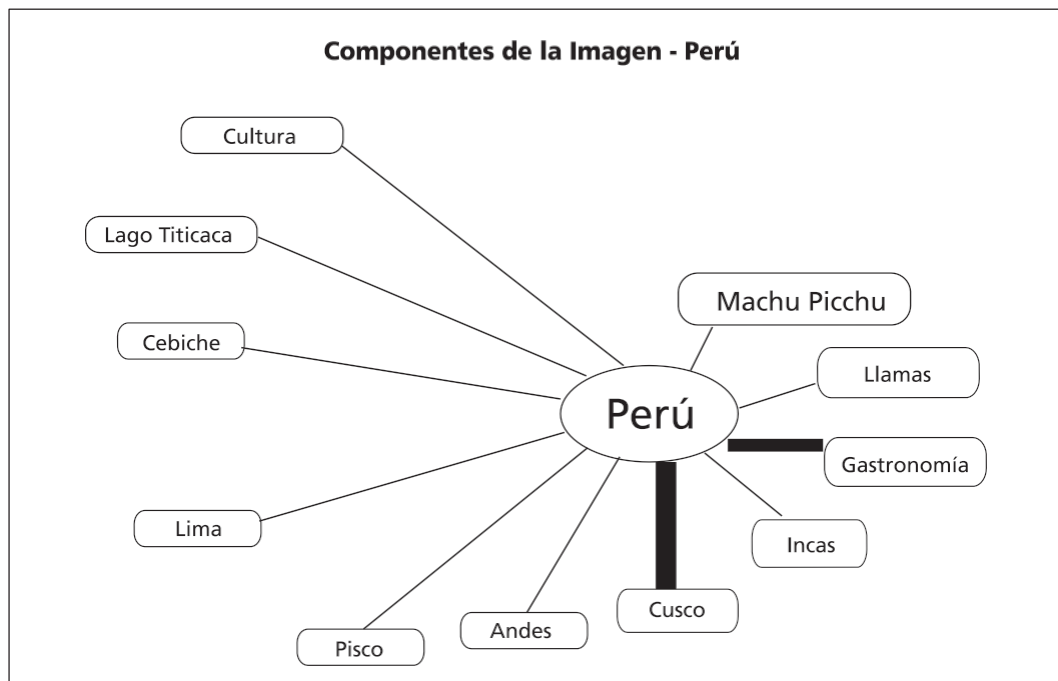 Componentes de la Imagen - Perú
Cultura
Lago Titicaca
Machu Picchu
Cebiche
Llamas
Perú
Gastronomía
Lima
Incas
Cusco
Andes
Pisco